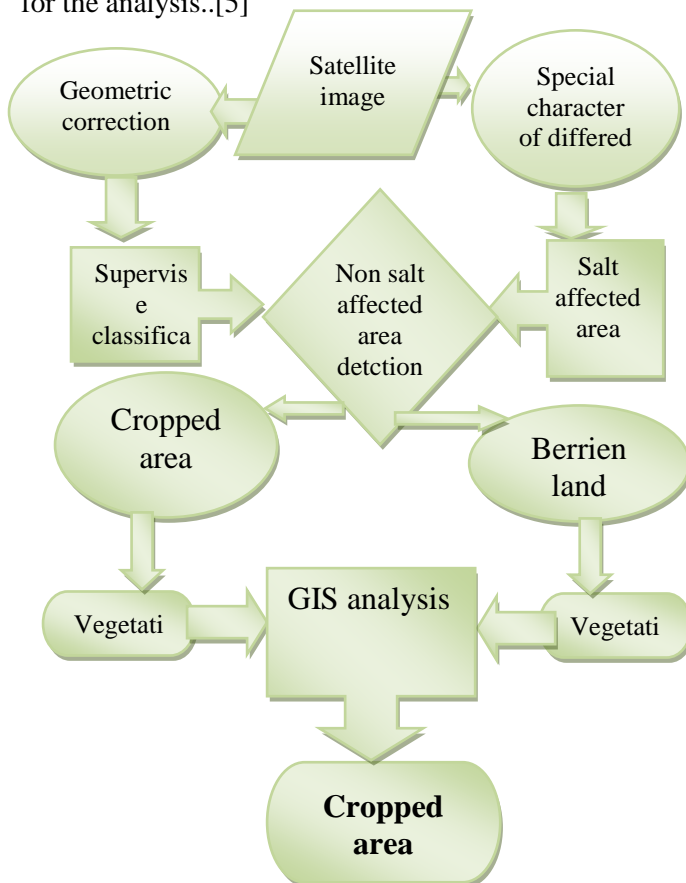 for the analysis..[5]
Satellite
image
Geometric
correction
Special
character
of differed
Supervis
e
classifica
Non salt
affected
area
detction
Salt
affected
area
Cropped
area
Berrien
land
Vegetati
GIS analysis
Vegetati
Cropped
area